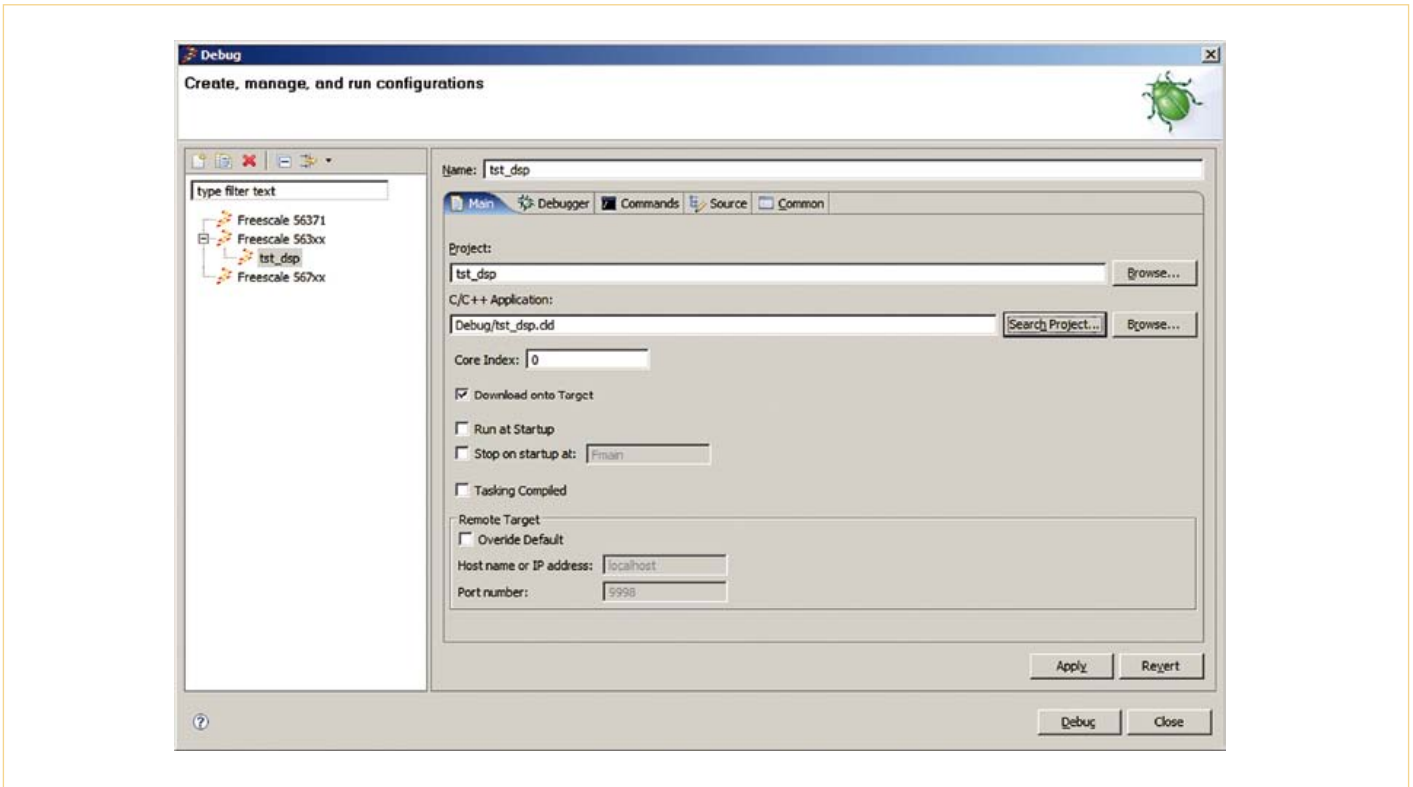 Debug
Create, manage, and run configurations
type filter text
Freescale 56371
Freescale 563xx
tst_dsp
Freescale 567xx
Name: tst_dsp
Main Debugger Commands Source Common
Project:
tst_dsp Browse...
C/C++ Application:
Debug/tst_dsp.cld Search Project... Browse...
Core Index: 0
Download onto Target
Run at Startup
Stop on startup at: Fmain
Tasking Compiled
Remote Target
Overide Default
Host name or IP address: localhost
Port number: 9998
Apply Revert
Debug Close